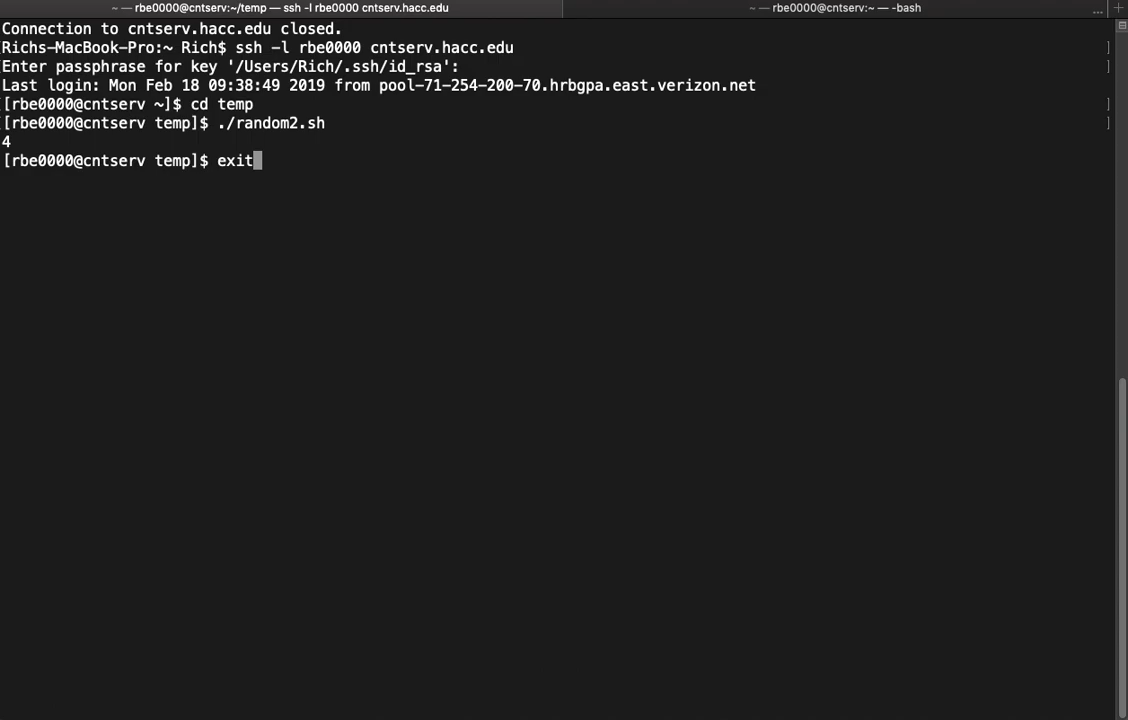 ~ — rbe0000@cntserv:~/temp — ssh -l rbe0000 cntserv.hacc.edu
~ — rbe0000@cntserv:~ — -bash
... +
Connection to cntserv.hacc.edu closed.
[Richs-MacBook-Pro:~ Rich$ ssh -l rbe0000 cntserv.hacc.edu ]
[Enter passphrase for key '/Users/Rich/.ssh/id_rsa': ]
Last login: Mon Feb 18 09:38:49 2019 from pool-71-254-200-70.hrbgpa.east.verizon.net
[[rbe0000@cntserv ~]$ cd temp ]
[[rbe0000@cntserv temp]$ ./random2.sh ]
4
[rbe0000@cntserv temp]$ exit